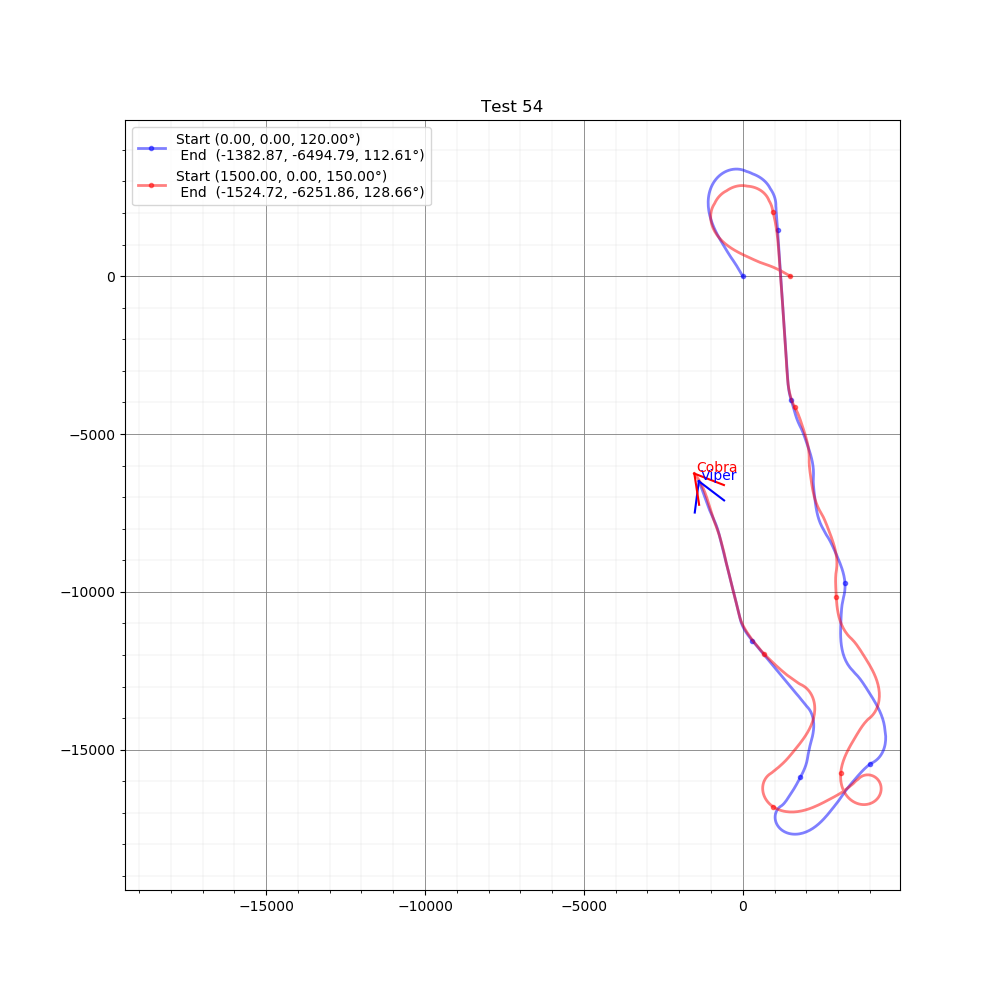 Test 54
Start (0.00, 0.00, 120.00°)
End  (-1382.87, -6494.79, 112.61°)
Start (1500.00, 0.00, 150.00°)
End  (-1524.72, -6251.86, 128.66°)
0
−5000
Cobra
Viper
−10000
−15000
−15000
−10000
−5000
0